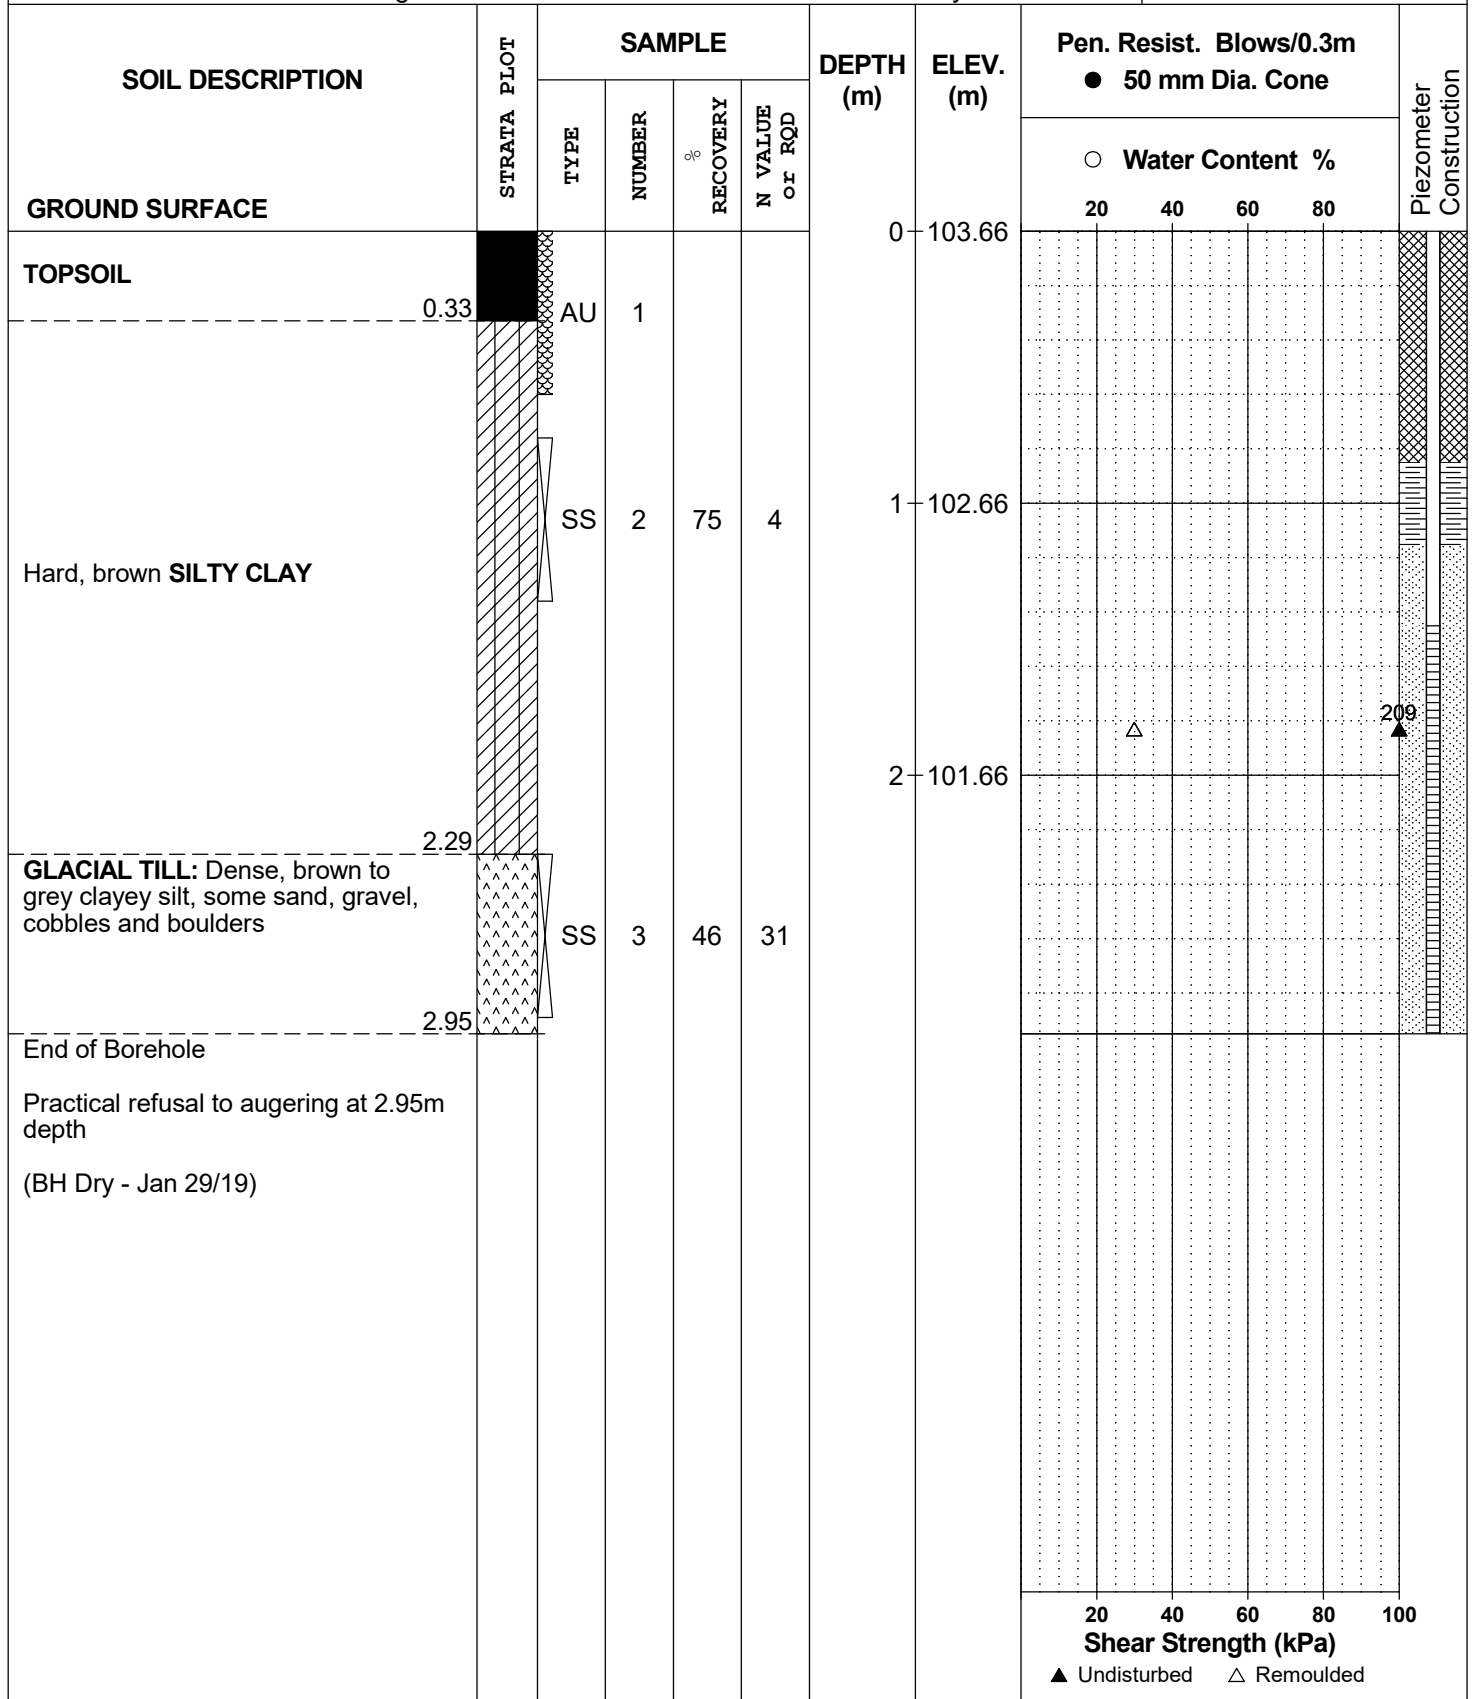 SOIL DESCRIPTION
GROUND SURFACE
STRATA PLOT
SAMPLE
TYPE
NUMBER
% RECOVERY
N VALUE or RQD
DEPTH
(m)
ELEV.
(m)
Pen. Resist. Blows/0.3m
● 50 mm Dia. Cone
○ Water Content %
20 40 60 80
Piezometer
Construction
0 103.66
TOPSOIL
0.33
AU 1
1 102.66
SS 2 75 4
Hard, brown SILTY CLAY
209
2 101.66
2.29
GLACIAL TILL: Dense, brown to
grey clayey silt, some sand, gravel,
cobbles and boulders
SS 3 46 31
2.95
End of Borehole
Practical refusal to augering at 2.95m
depth
(BH Dry - Jan 29/19)
20 40 60 80 100
Shear Strength (kPa)
▲ Undisturbed △ Remoulded